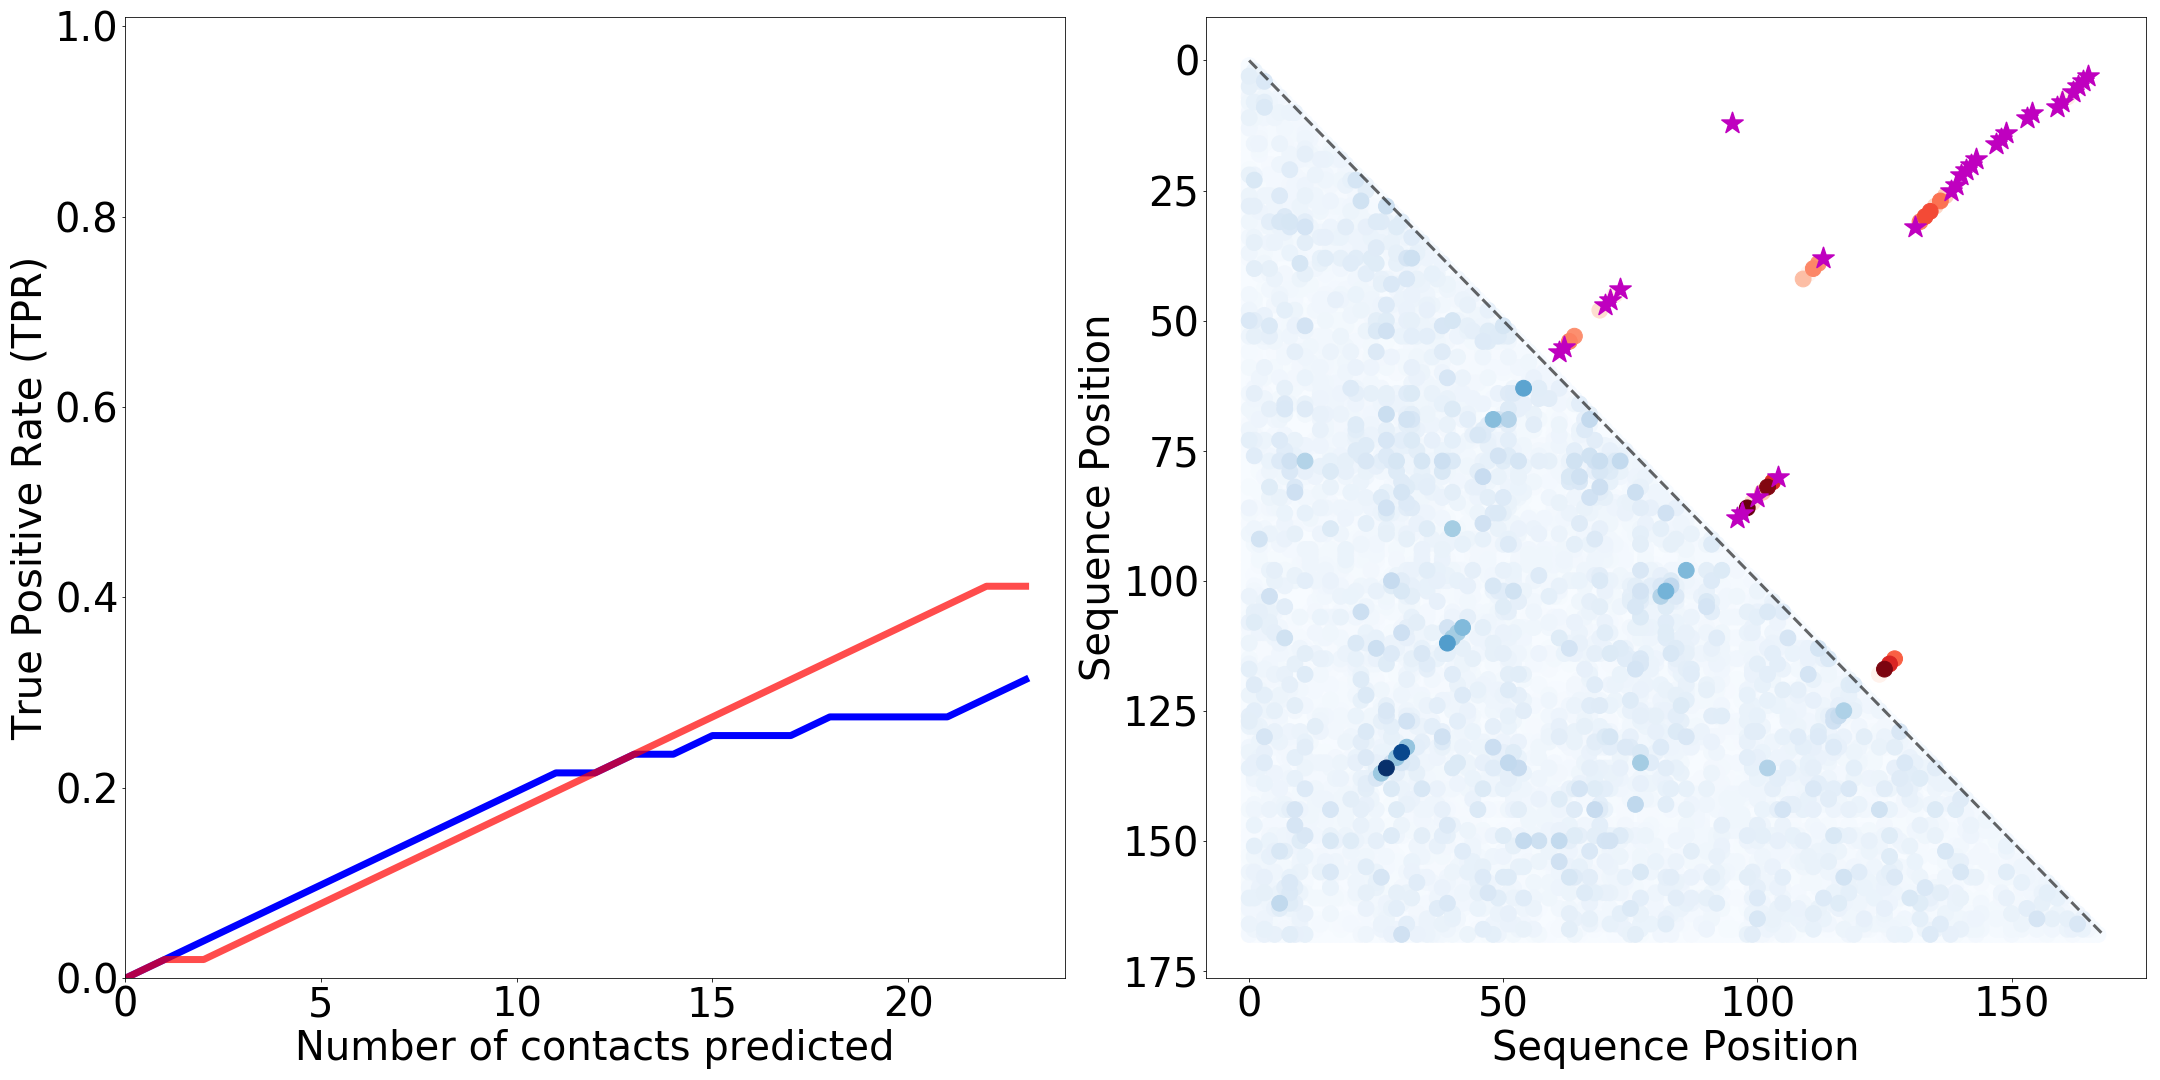 True Positive Rate (TPR)
1.0
0.8
0.6
0.4
0.2
0.0
0 5 10 15 20
Number of contacts predicted
Sequence Position
0
25
50
75
100
125
150
175
0 50 100 150
Sequence Position